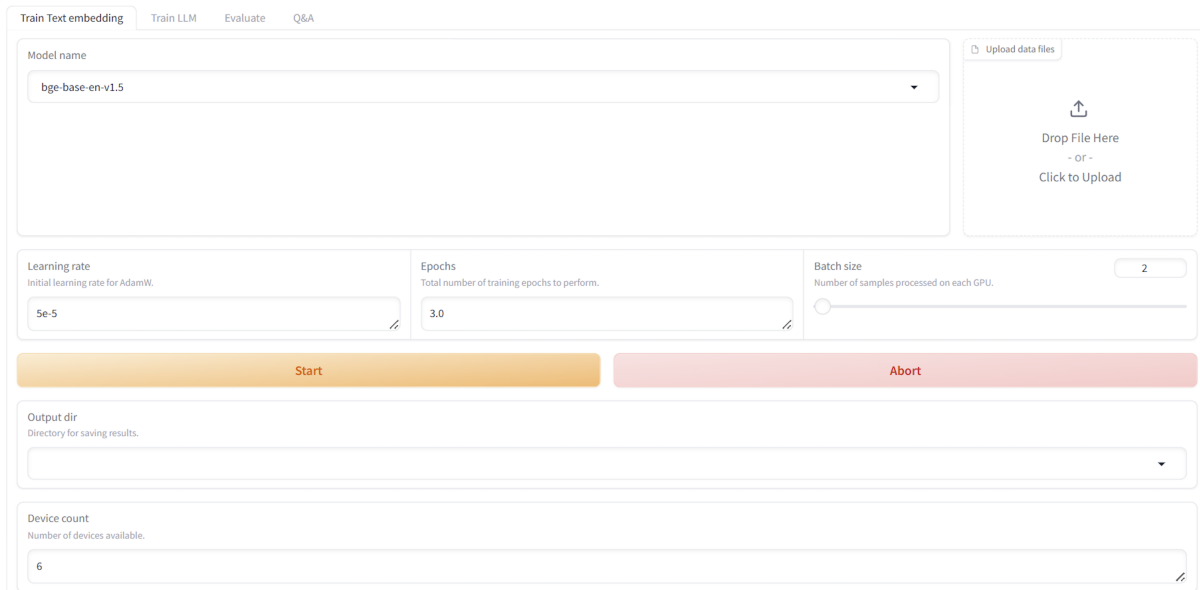 Train Text embedding Train LLM Evaluate Q&A
Model name
bge-base-en-v1.5
Upload data files
Drop File Here
- or -
Click to Upload
Learning rate
Initial learning rate for AdamW.
5e-5
Epochs
Total number of training epochs to perform.
3.0
Batch size
2
Number of samples processed on each GPU.
Start
Abort
Output dir
Directory for saving results.
Device count
Number of devices available.
6